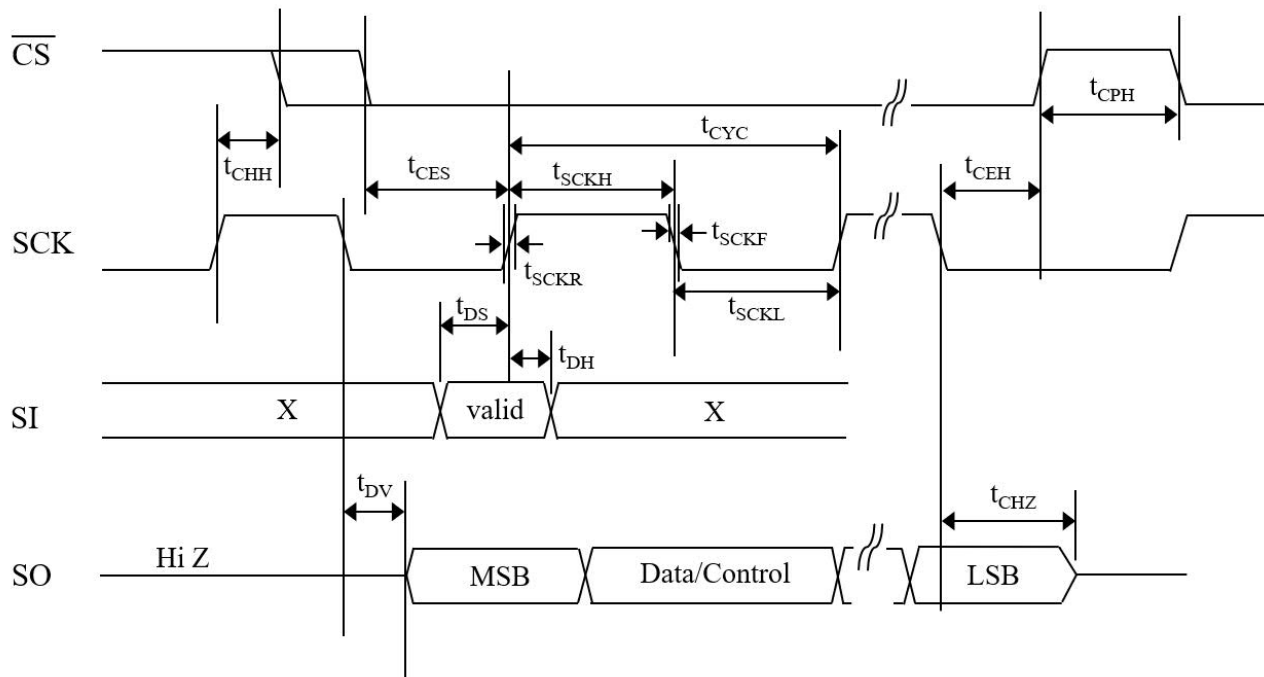 CS
tCPH
tCYC
tCHH
tCES
tSCKH
tCEH
SCK
tSCKF
tSCKR
tDS
tSCKL
tDH
SI
X
valid
X
tDV
tCHZ
Hi Z
SO
MSB
Data/Control
LSB